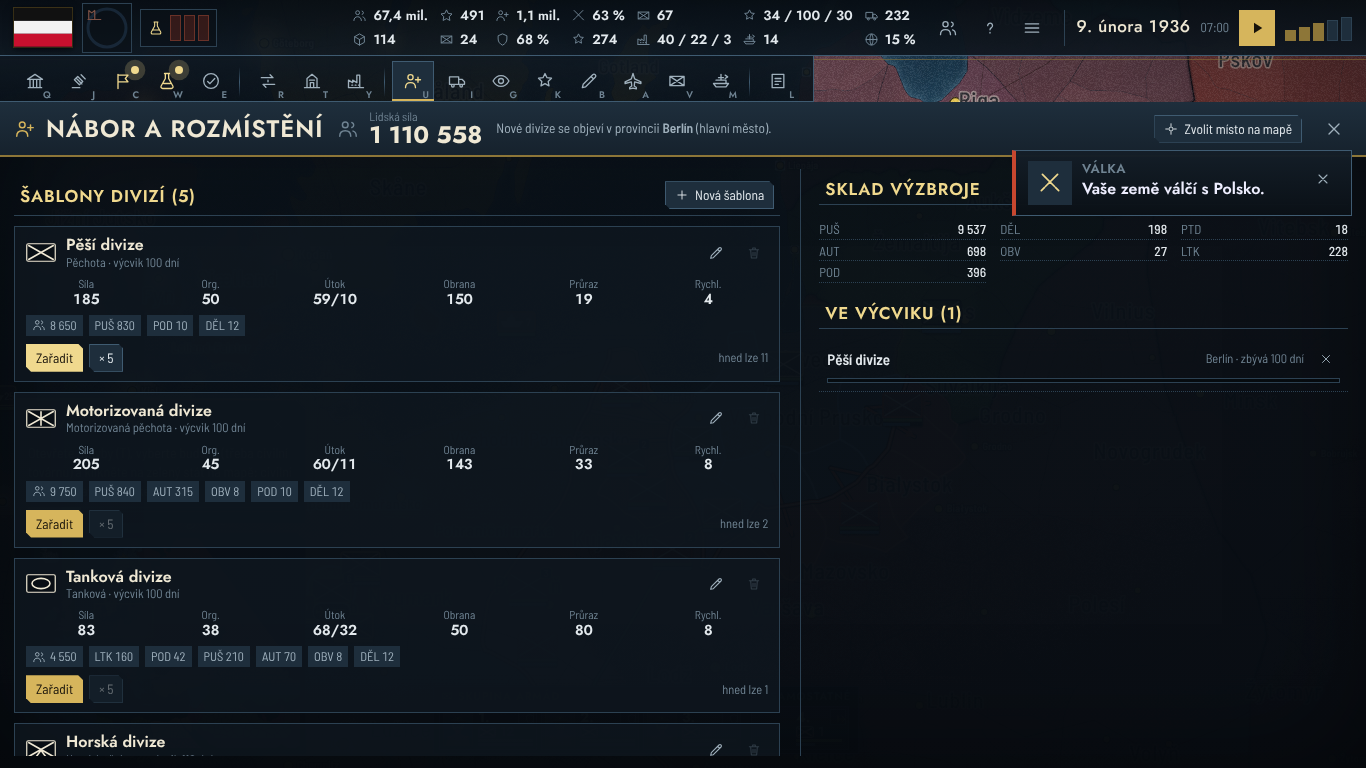 67,4 mil. 491 1,1 mil. 63 % 67 34 / 100 / 30 232
114 24 68 % 274 40 / 22 / 3 14 15 %
? 9. února 1936 07:00
Q J C W E R T Y U I G K B A V M L
Pskov
Riga
NÁBOR A ROZMÍSTĚNÍ
Lidská síla
1 110 558
Nové divize se objeví v provincii Berlín (hlavní město).
Zvolit místo na mapě
VÁLKA
Vaše země válčí s Polsko.
ŠABLONY DIVIZÍ (5)
Nová šablona
Pěší divize
Pěchota · výcvik 100 dní
Síla Org. Útok Obrana Průraz Rychl.
185 50 59/10 150 19 4
8 650 PUŠ 830 POD 10 DĚL 12
Zařadit × 5 hned lze 11
Motorizovaná divize
Motorizovaná pěchota · výcvik 100 dní
Síla Org. Útok Obrana Průraz Rychl.
205 45 60/11 143 33 8
9 750 PUŠ 840 AUT 315 OBV 8 POD 10 DĚL 12
Zařadit × 5 hned lze 2
Tanková divize
Tanková · výcvik 100 dní
Síla Org. Útok Obrana Průraz Rychl.
83 38 68/32 50 80 8
4 550 LTK 160 POD 42 PUŠ 210 AUT 70 OBV 8 DĚL 12
Zařadit × 5 hned lze 1
Horská divize
SKLAD VÝZBROJE
PUŠ 9 537 DĚL 198 PTD 18
AUT 698 OBV 27 LTK 228
POD 396
VE VÝCVIKU (1)
Pěší divize Berlín · zbývá 100 dní